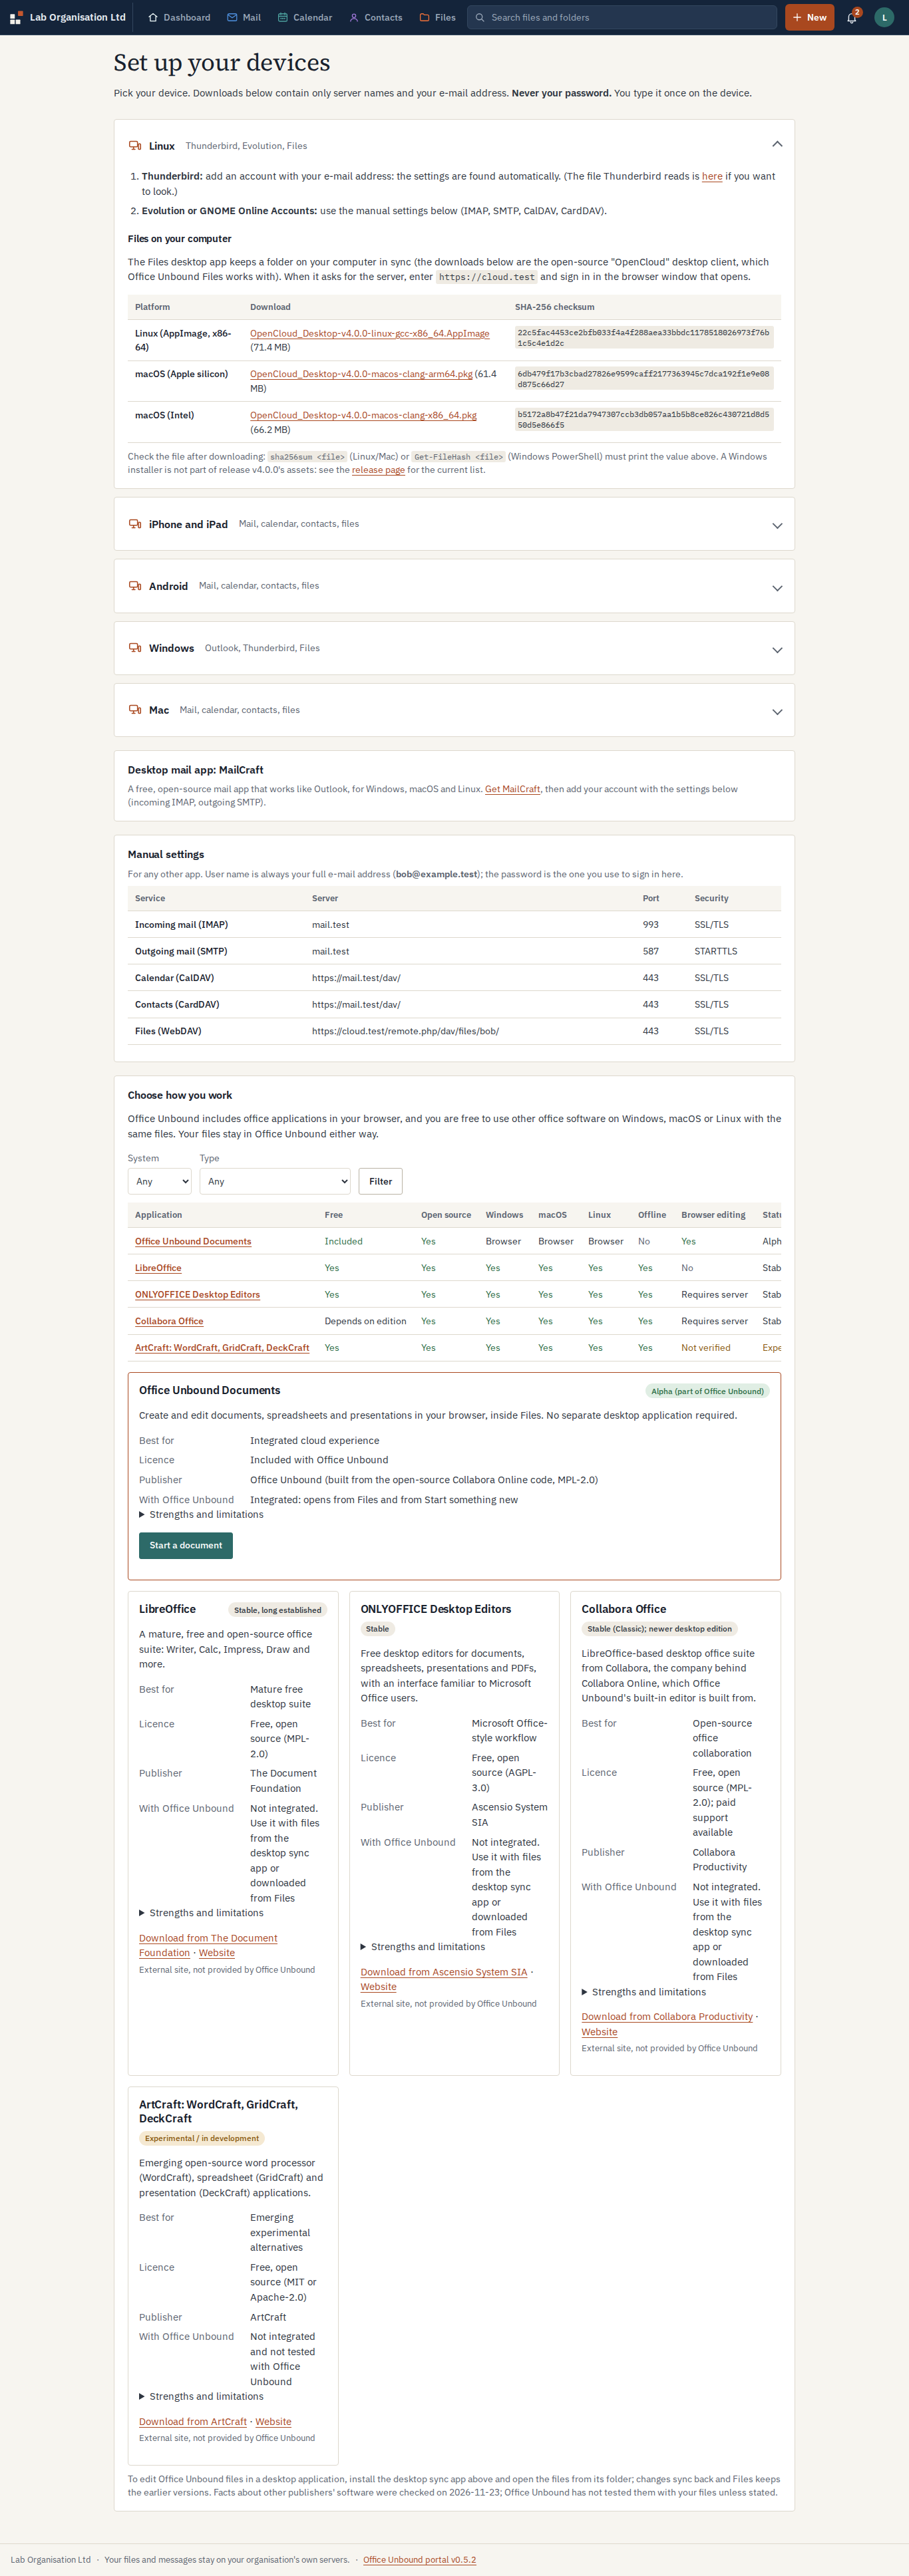 Lab Organisation Ltd Dashboard Mail Calendar Contacts Files Search files and folders New 2 L
Set up your devices
Pick your device. Downloads below contain only server names and your e-mail address. Never your password. You type it once on the device.
Linux Thunderbird, Evolution, Files
1. Thunderbird: add an account with your e-mail address: the settings are found automatically. (The file Thunderbird reads is here if you want
to look.)
2. Evolution or GNOME Online Accounts: use the manual settings below (IMAP, SMTP, CalDAV, CardDAV).
Files on your computer
The Files desktop app keeps a folder on your computer in sync (the downloads below are the open-source "OpenCloud" desktop client, which
Office Unbound Files works with). When it asks for the server, enter https://cloud.test and sign in in the browser window that opens.
Platform Download SHA-256 checksum
Linux (AppImage, x86- OpenCloud_Desktop-v4.0.0-linux-gcc-x86_64.AppImage 22c5fac4453ce2bfb033f4a4f288aea33bbdc1178518026973f76b
64) (71.4 MB) 1c5c4e1d2c
macOS (Apple silicon) OpenCloud_Desktop-v4.0.0-macos-clang-arm64.pkg (61.4 6db479f17b3cbad27826e9599caff2177363945c7dca192f1e9e08
MB) d875c66d27
macOS (Intel) OpenCloud_Desktop-v4.0.0-macos-clang-x86_64.pkg b5172a8b47f21da7947307ccb3db057aa1b5b8ce826c430721d8d5
(66.2 MB) 50d5e866f5
Check the file after downloading: sha256sum <file> (Linux/Mac) or Get-FileHash <file> (Windows PowerShell) must print the value above. A Windows
installer is not part of release v4.0.0's assets: see the release page for the current list.
iPhone and iPad Mail, calendar, contacts, files
Android Mail, calendar, contacts, files
Windows Outlook, Thunderbird, Files
Mac Mail, calendar, contacts, files
Desktop mail app: MailCraft
A free, open-source mail app that works like Outlook, for Windows, macOS and Linux. Get MailCraft, then add your account with the settings below
(incoming IMAP, outgoing SMTP).
Manual settings
For any other app. User name is always your full e-mail address (bob@example.test); the password is the one you use to sign in here.
Service Server Port Security
Incoming mail (IMAP) mail.test 993 SSL/TLS
Outgoing mail (SMTP) mail.test 587 STARTTLS
Calendar (CalDAV) https://mail.test/dav/ 443 SSL/TLS
Contacts (CardDAV) https://mail.test/dav/ 443 SSL/TLS
Files (WebDAV) https://cloud.test/remote.php/dav/files/bob/ 443 SSL/TLS
Choose how you work
Office Unbound includes office applications in your browser, and you are free to use other office software on Windows, macOS or Linux with the
same files. Your files stay in Office Unbound either way.
System Type
Any Any Filter
Application Free Open source Windows macOS Linux Offline Browser editing Statu
Office Unbound Documents Included Yes Browser Browser Browser No Yes Alph
LibreOffice Yes Yes Yes Yes Yes Yes No Stab
ONLYOFFICE Desktop Editors Yes Yes Yes Yes Yes Yes Requires server Stab
Collabora Office Depends on edition Yes Yes Yes Yes Yes Requires server Stab
ArtCraft: WordCraft, GridCraft, DeckCraft Yes Yes Yes Yes Yes Yes Not verified Expe
Office Unbound Documents Alpha (part of Office Unbound)
Create and edit documents, spreadsheets and presentations in your browser, inside Files. No separate desktop application required.
Best for Integrated cloud experience
Licence Included with Office Unbound
Publisher Office Unbound (built from the open-source Collabora Online code, MPL-2.0)
With Office Unbound Integrated: opens from Files and from Start something new
Strengths and limitations
Start a document
LibreOffice Stable, long established
A mature, free and open-source office
suite: Writer, Calc, Impress, Draw and
more.
Best for Mature free
desktop suite
Licence Free, open
source (MPL-
2.0)
Publisher The Document
Foundation
With Office Unbound Not integrated.
Use it with files
from the
desktop sync
app or
downloaded
from Files
Strengths and limitations
Download from The Document
Foundation · Website
External site, not provided by Office Unbound
ONLYOFFICE Desktop Editors
Stable
Free desktop editors for documents,
spreadsheets, presentations and PDFs,
with an interface familiar to Microsoft
Office users.
Best for Microsoft Office-
style workflow
Licence Free, open
source (AGPL-
3.0)
Publisher Ascensio System
SIA
With Office Unbound Not integrated.
Use it with files
from the
desktop sync
app or
downloaded
from Files
Strengths and limitations
Download from Ascensio System SIA ·
Website
External site, not provided by Office Unbound
Collabora Office
Stable (Classic); newer desktop edition
LibreOffice-based desktop office suite
from Collabora, the company behind
Collabora Online, which Office
Unbound's built-in editor is built from.
Best for Open-source
office
collaboration
Licence Free, open
source (MPL-
2.0); paid
support
available
Publisher Collabora
Productivity
With Office Unbound Not integrated.
Use it with files
from the
desktop sync
app or
downloaded
from Files
Strengths and limitations
Download from Collabora Productivity ·
Website
External site, not provided by Office Unbound
ArtCraft: WordCraft, GridCraft,
DeckCraft
Experimental / in development
Emerging open-source word processor
(WordCraft), spreadsheet (GridCraft) and
presentation (DeckCraft) applications.
Best for Emerging
experimental
alternatives
Licence Free, open
source (MIT or
Apache-2.0)
Publisher ArtCraft
With Office Unbound Not integrated
and not tested
with Office
Unbound
Strengths and limitations
Download from ArtCraft · Website
External site, not provided by Office Unbound
To edit Office Unbound files in a desktop application, install the desktop sync app above and open the files from its folder; changes sync back and Files keeps
the earlier versions. Facts about other publishers' software were checked on 2026-11-23; Office Unbound has not tested them with your files unless stated.
Lab Organisation Ltd · Your files and messages stay on your organisation's own servers. · Office Unbound portal v0.5.2